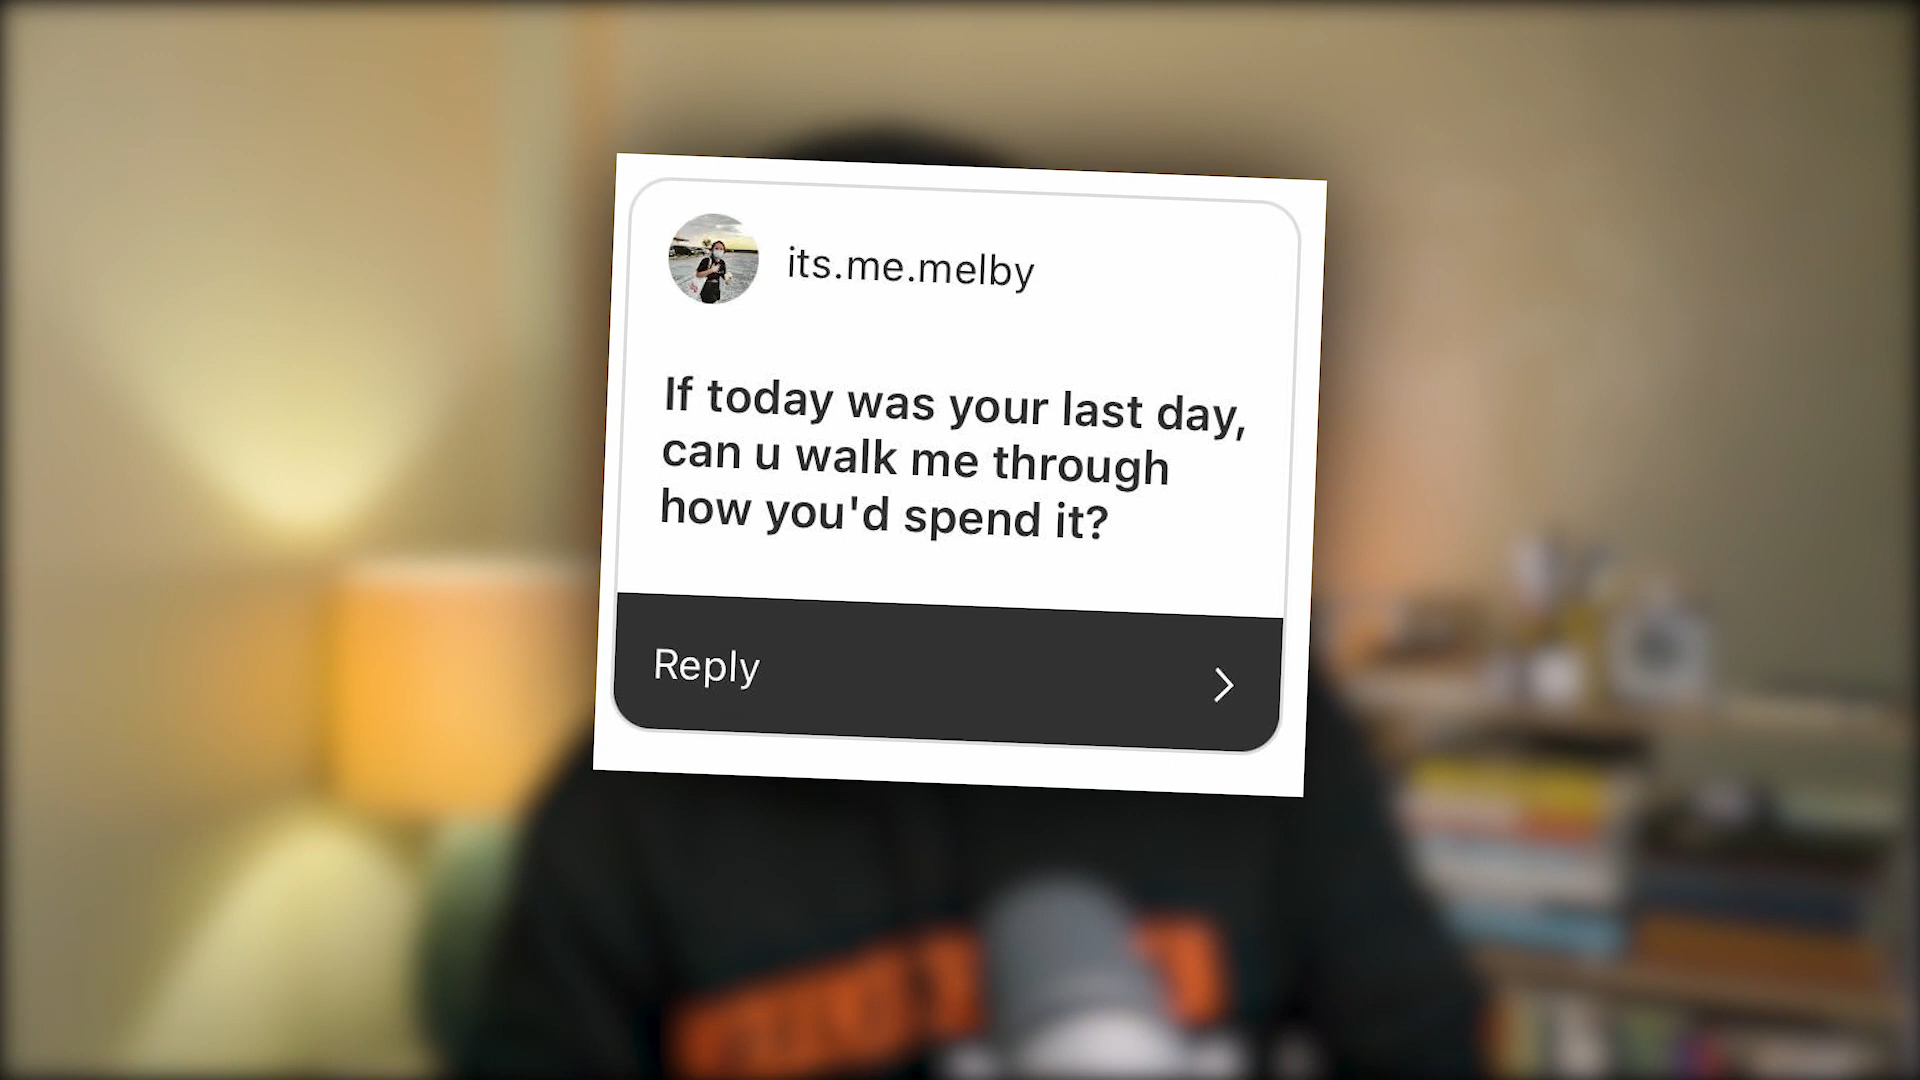 its.me.melby
If today was your last day,
can u walk me through
how you'd spend it?
Reply